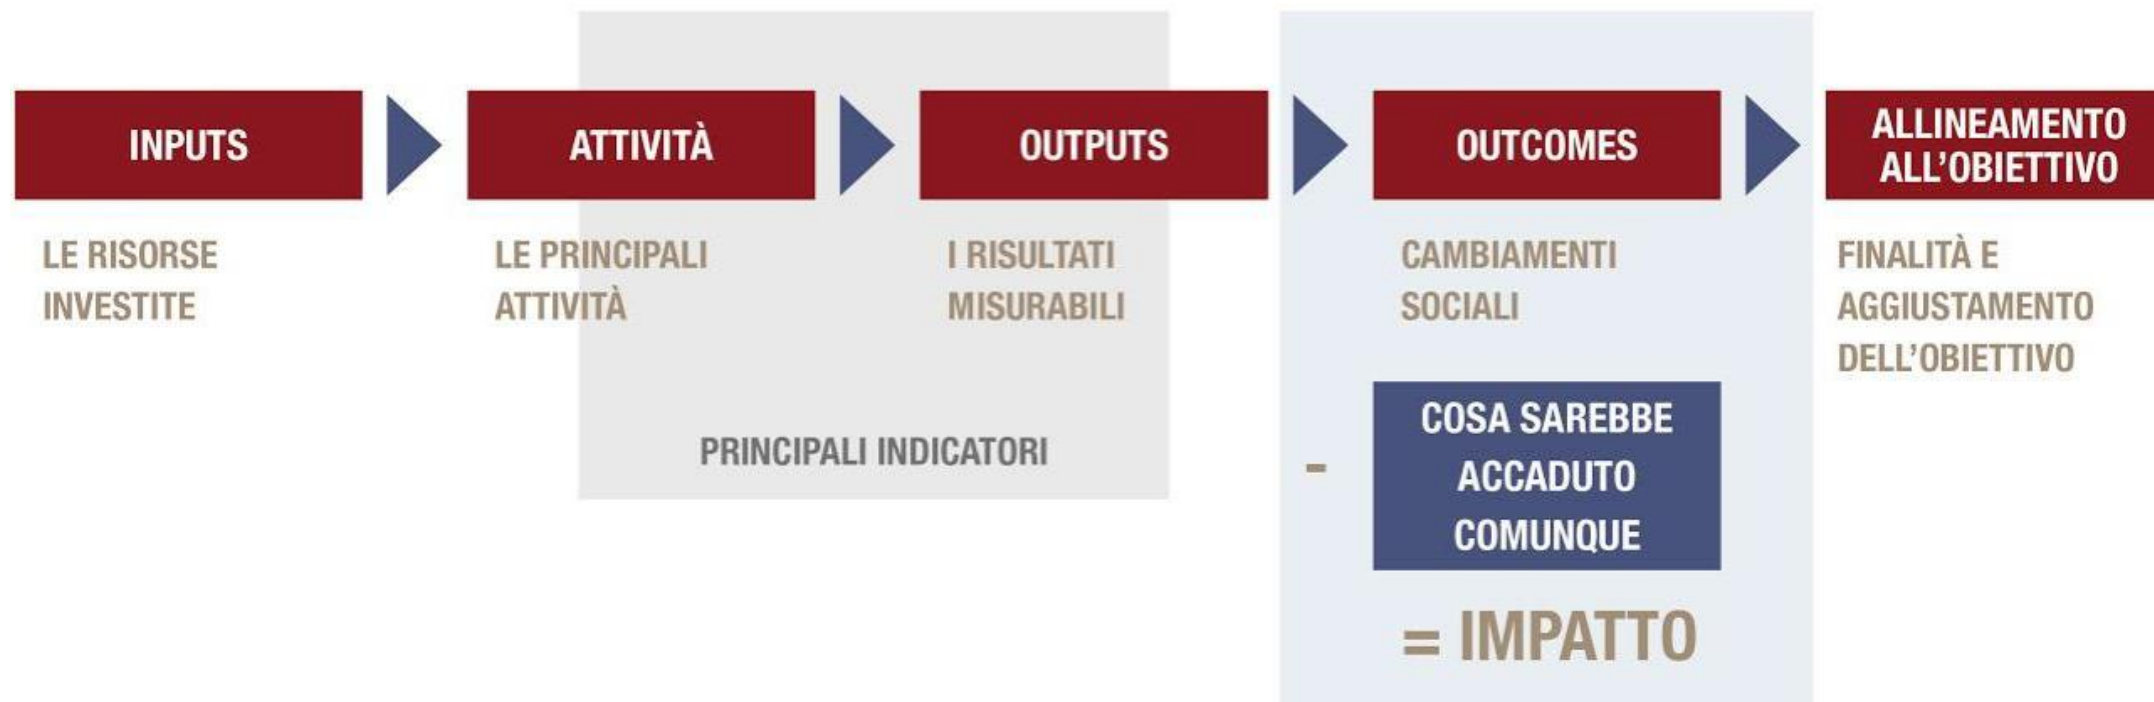 INPUTS
ATTIVITÀ
OUTPUTS
OUTCOMES
ALLINEAMENTO
ALL’OBIETTIVO
LE RISORSE
INVESTITE
LE PRINCIPALI
ATTIVITÀ
I RISULTATI
MISURABILI
CAMBIAMENTI
SOCIALI
FINALITÀ E
AGGIUSTAMENTO
DELL’OBIETTIVO
PRINCIPALI INDICATORI
-
COSA SAREBBE
ACCADUTO
COMUNQUE
= IMPATTO